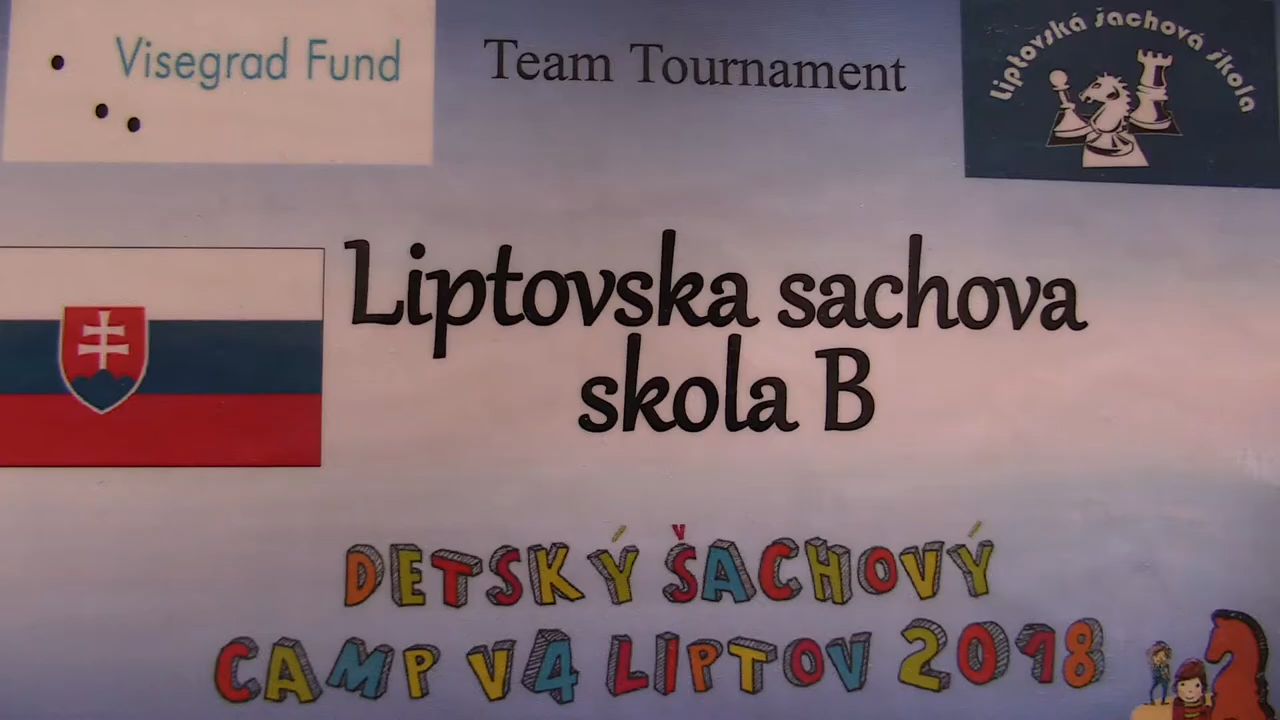 Visegrad Fund
Team Tournament
Liptovská šachová škola
Liptovska sachova
skola B
DETSKÝ ŠACHOVÝ
CAMP V4 LIPTOV 2018